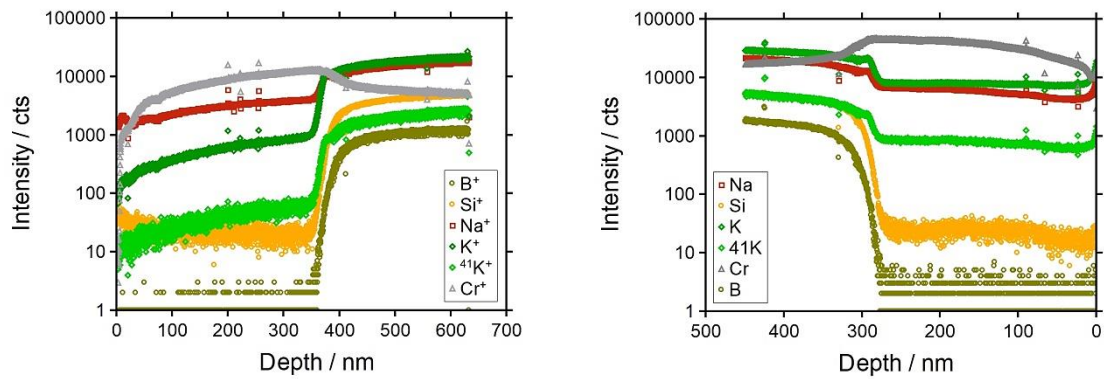 100000
10000
1000
100
10
1
Intensity / cts
0 100 200 300 400 500 600 700
Depth / nm
B⁺
Si⁺
Na⁺
K⁺
⁴¹K⁺
Cr⁺
100000
10000
1000
100
10
1
Intensity / cts
500 400 300 200 100 0
Depth / nm
Na
Si
K
41K
Cr
B